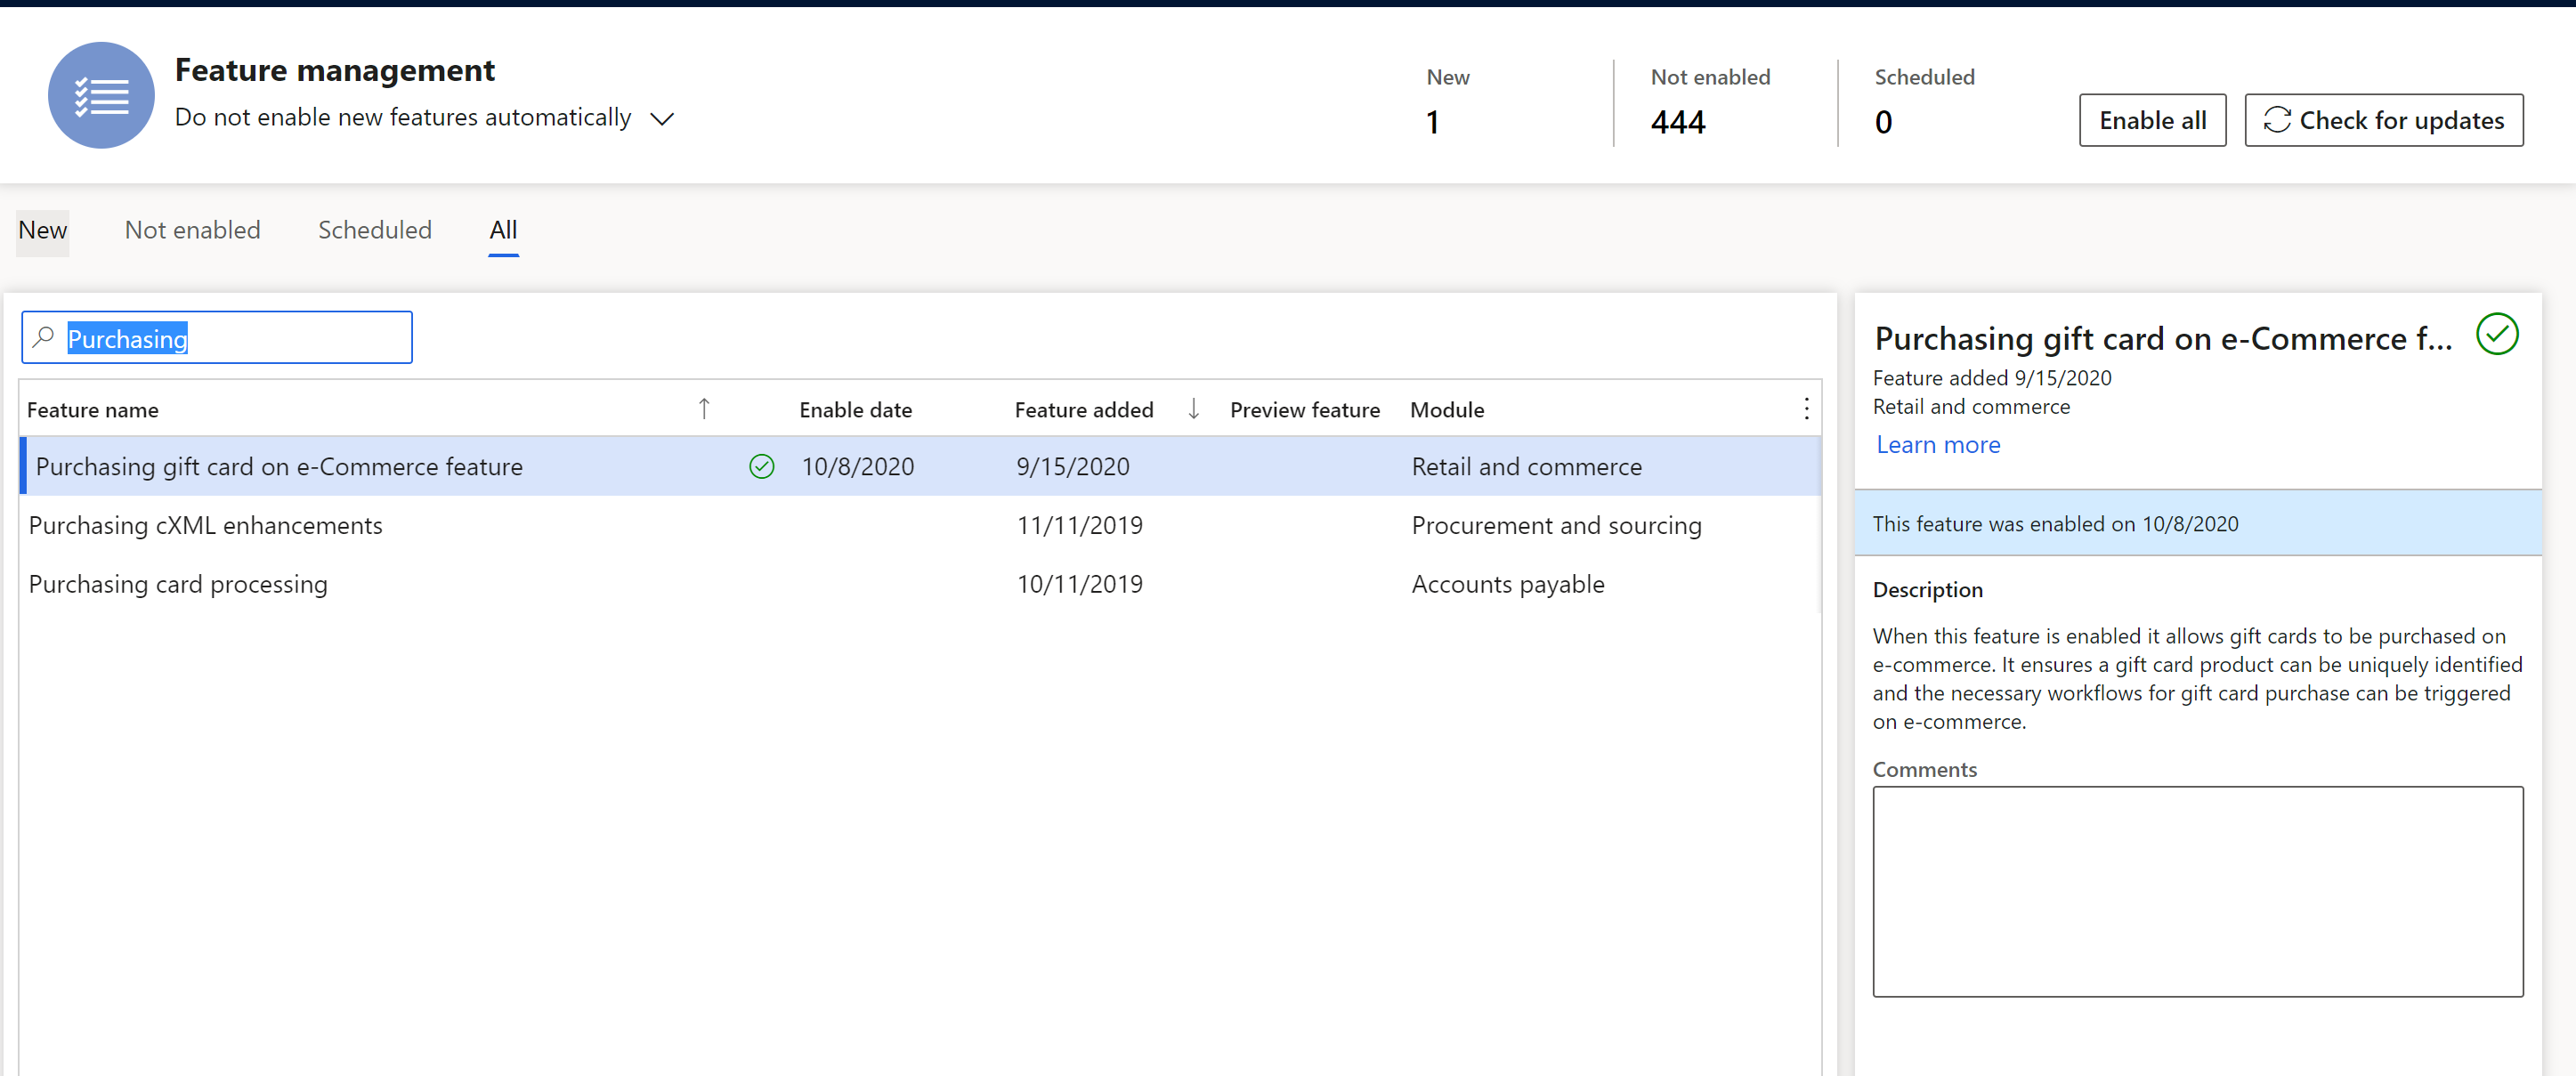 Feature management
Do not enable new features automatically
New
1
Not enabled
444
Scheduled
0
Enable all
Check for updates
New Not enabled Scheduled All
Purchasing
Feature name Enable date Feature added Preview feature Module
Purchasing gift card on e-Commerce feature 10/8/2020 9/15/2020 Retail and commerce
Purchasing cXML enhancements 11/11/2019 Procurement and sourcing
Purchasing card processing 10/11/2019 Accounts payable
Purchasing gift card on e-Commerce f...
Feature added 9/15/2020
Retail and commerce
Learn more
This feature was enabled on 10/8/2020
Description
When this feature is enabled it allows gift cards to be purchased on
e-commerce. It ensures a gift card product can be uniquely identified
and the necessary workflows for gift card purchase can be triggered
on e-commerce.
Comments